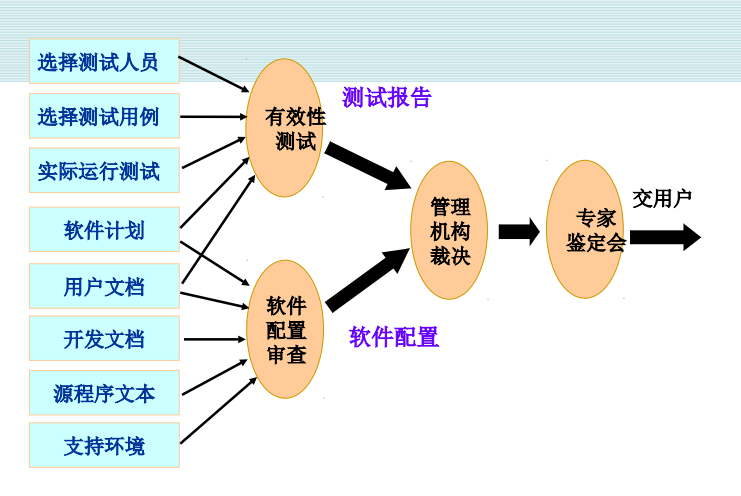 选择测试人员
选择测试用例
实际运行测试
软件计划
用户文档
开发文档
源程序文本
支持环境
有效性
测试
测试报告
软件
配置
审查
软件配置
管理
机构
裁决
专家
鉴定会
交用户